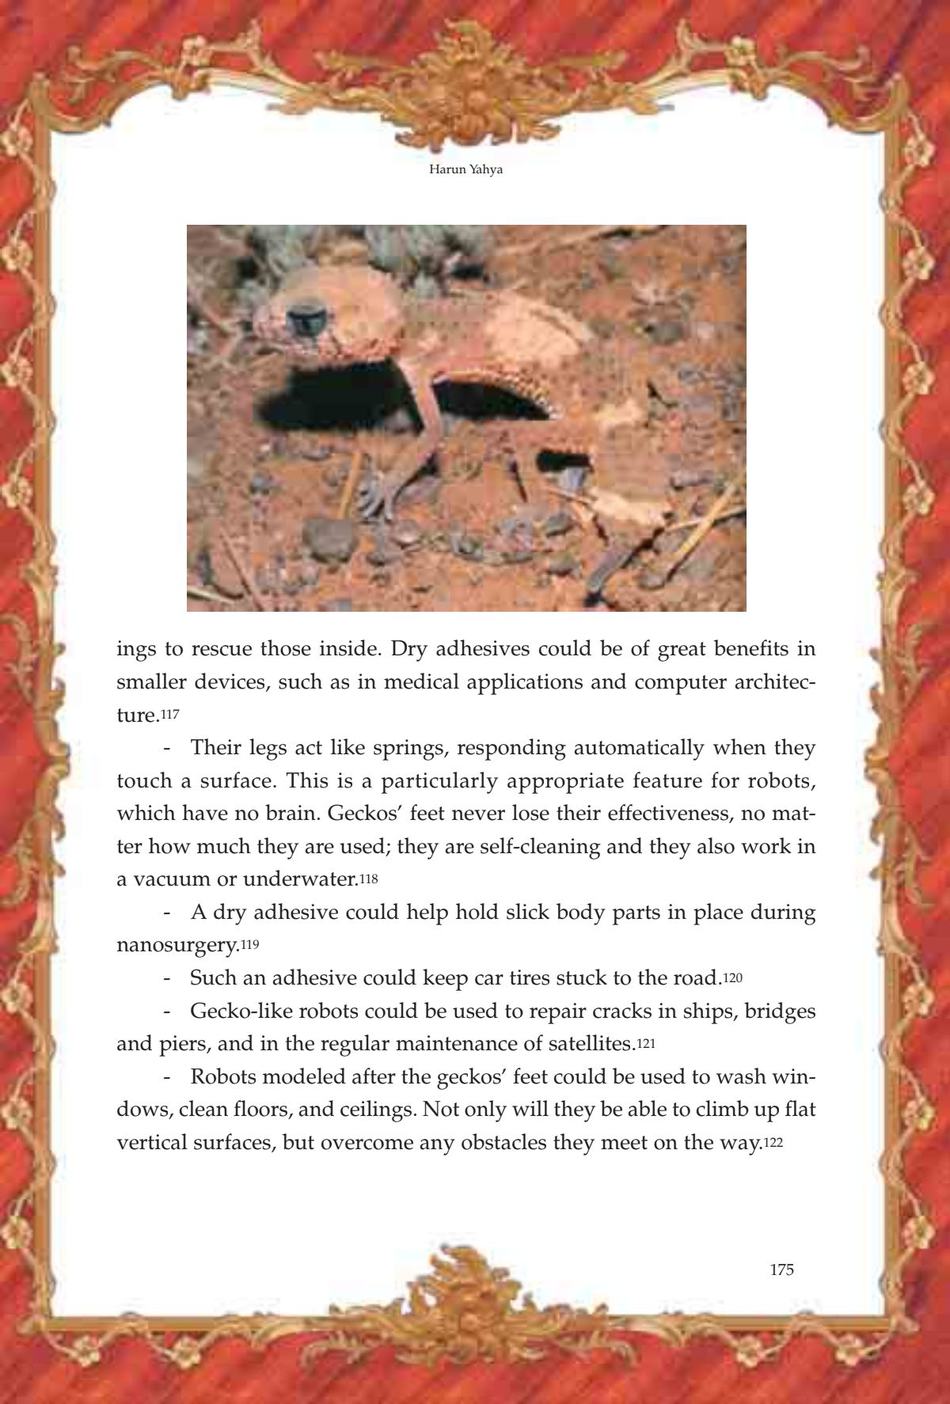 Harun Yahya
ings to rescue those inside. Dry adhesives could be of great benefits in
smaller devices, such as in medical applications and computer architec-
ture.117
- Their legs act like springs, responding automatically when they
touch a surface. This is a particularly appropriate feature for robots,
which have no brain. Geckos’ feet never lose their effectiveness, no mat-
ter how much they are used; they are self-cleaning and they also work in
a vacuum or underwater.118
- A dry adhesive could help hold slick body parts in place during
nanosurgery.119
- Such an adhesive could keep car tires stuck to the road.120
- Gecko-like robots could be used to repair cracks in ships, bridges
and piers, and in the regular maintenance of satellites.121
- Robots modeled after the geckos’ feet could be used to wash win-
dows, clean floors, and ceilings. Not only will they be able to climb up flat
vertical surfaces, but overcome any obstacles they meet on the way.122
175